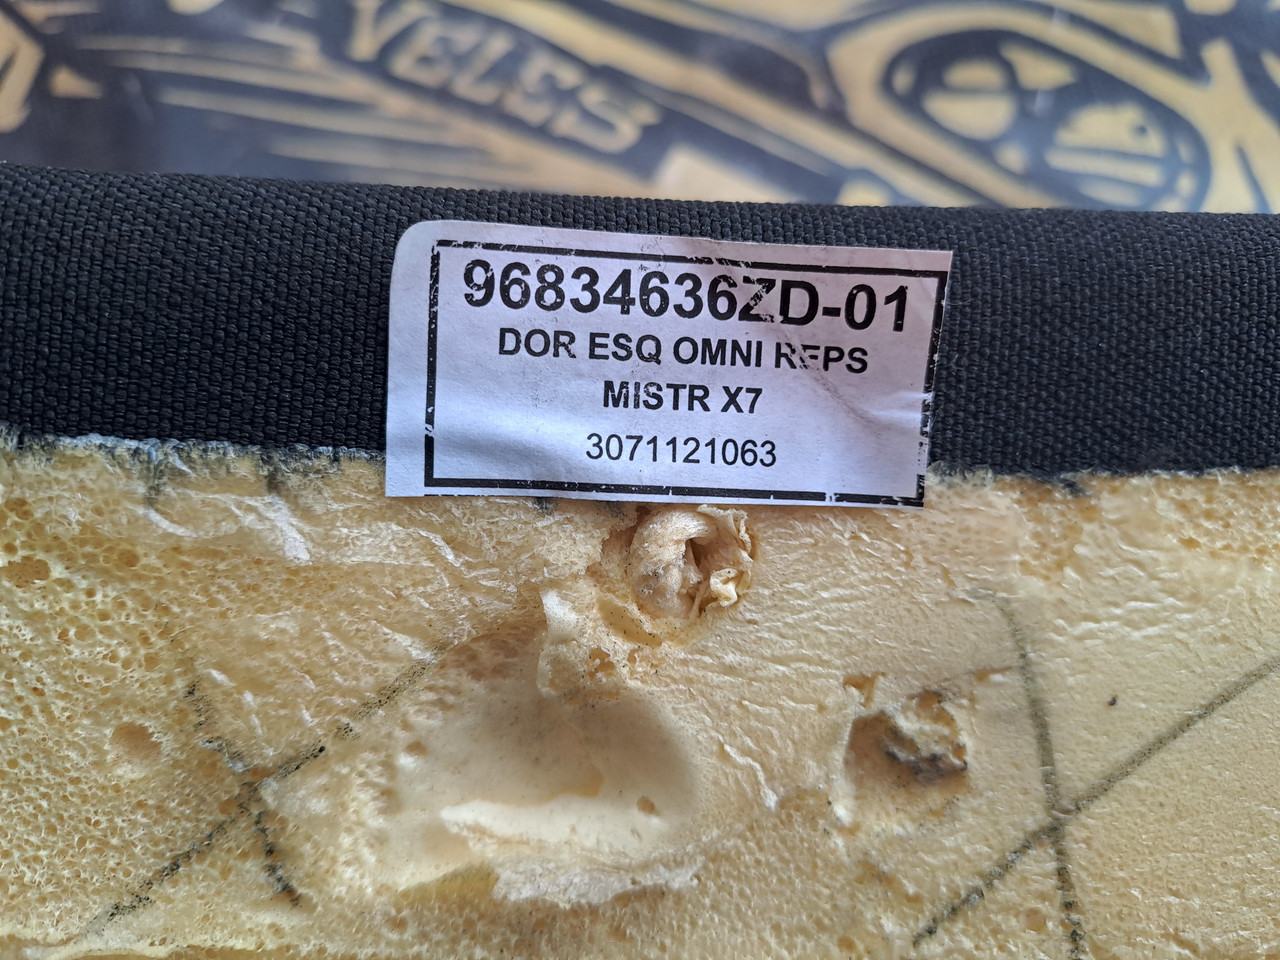 VELES
96834636ZD-01
DOR ESQ OMNI REPS
MISTR X7
3071121063